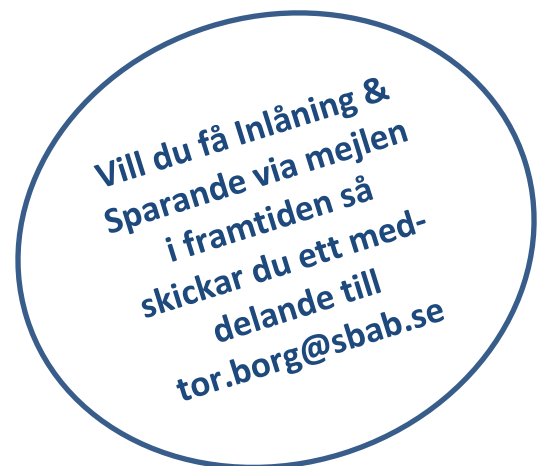 Vill du få Inlåning &
Sparande via mejlen
i framtiden så
skickar du ett med-
delande till
tor.borg@sbab.se